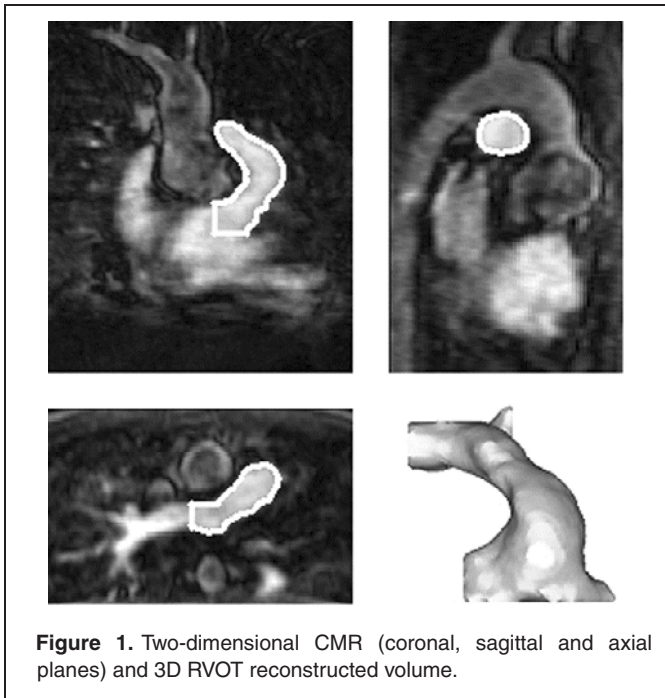 Figure 1. Two-dimensional CMR (coronal, sagittal and axial
planes) and 3D RVOT reconstructed volume.